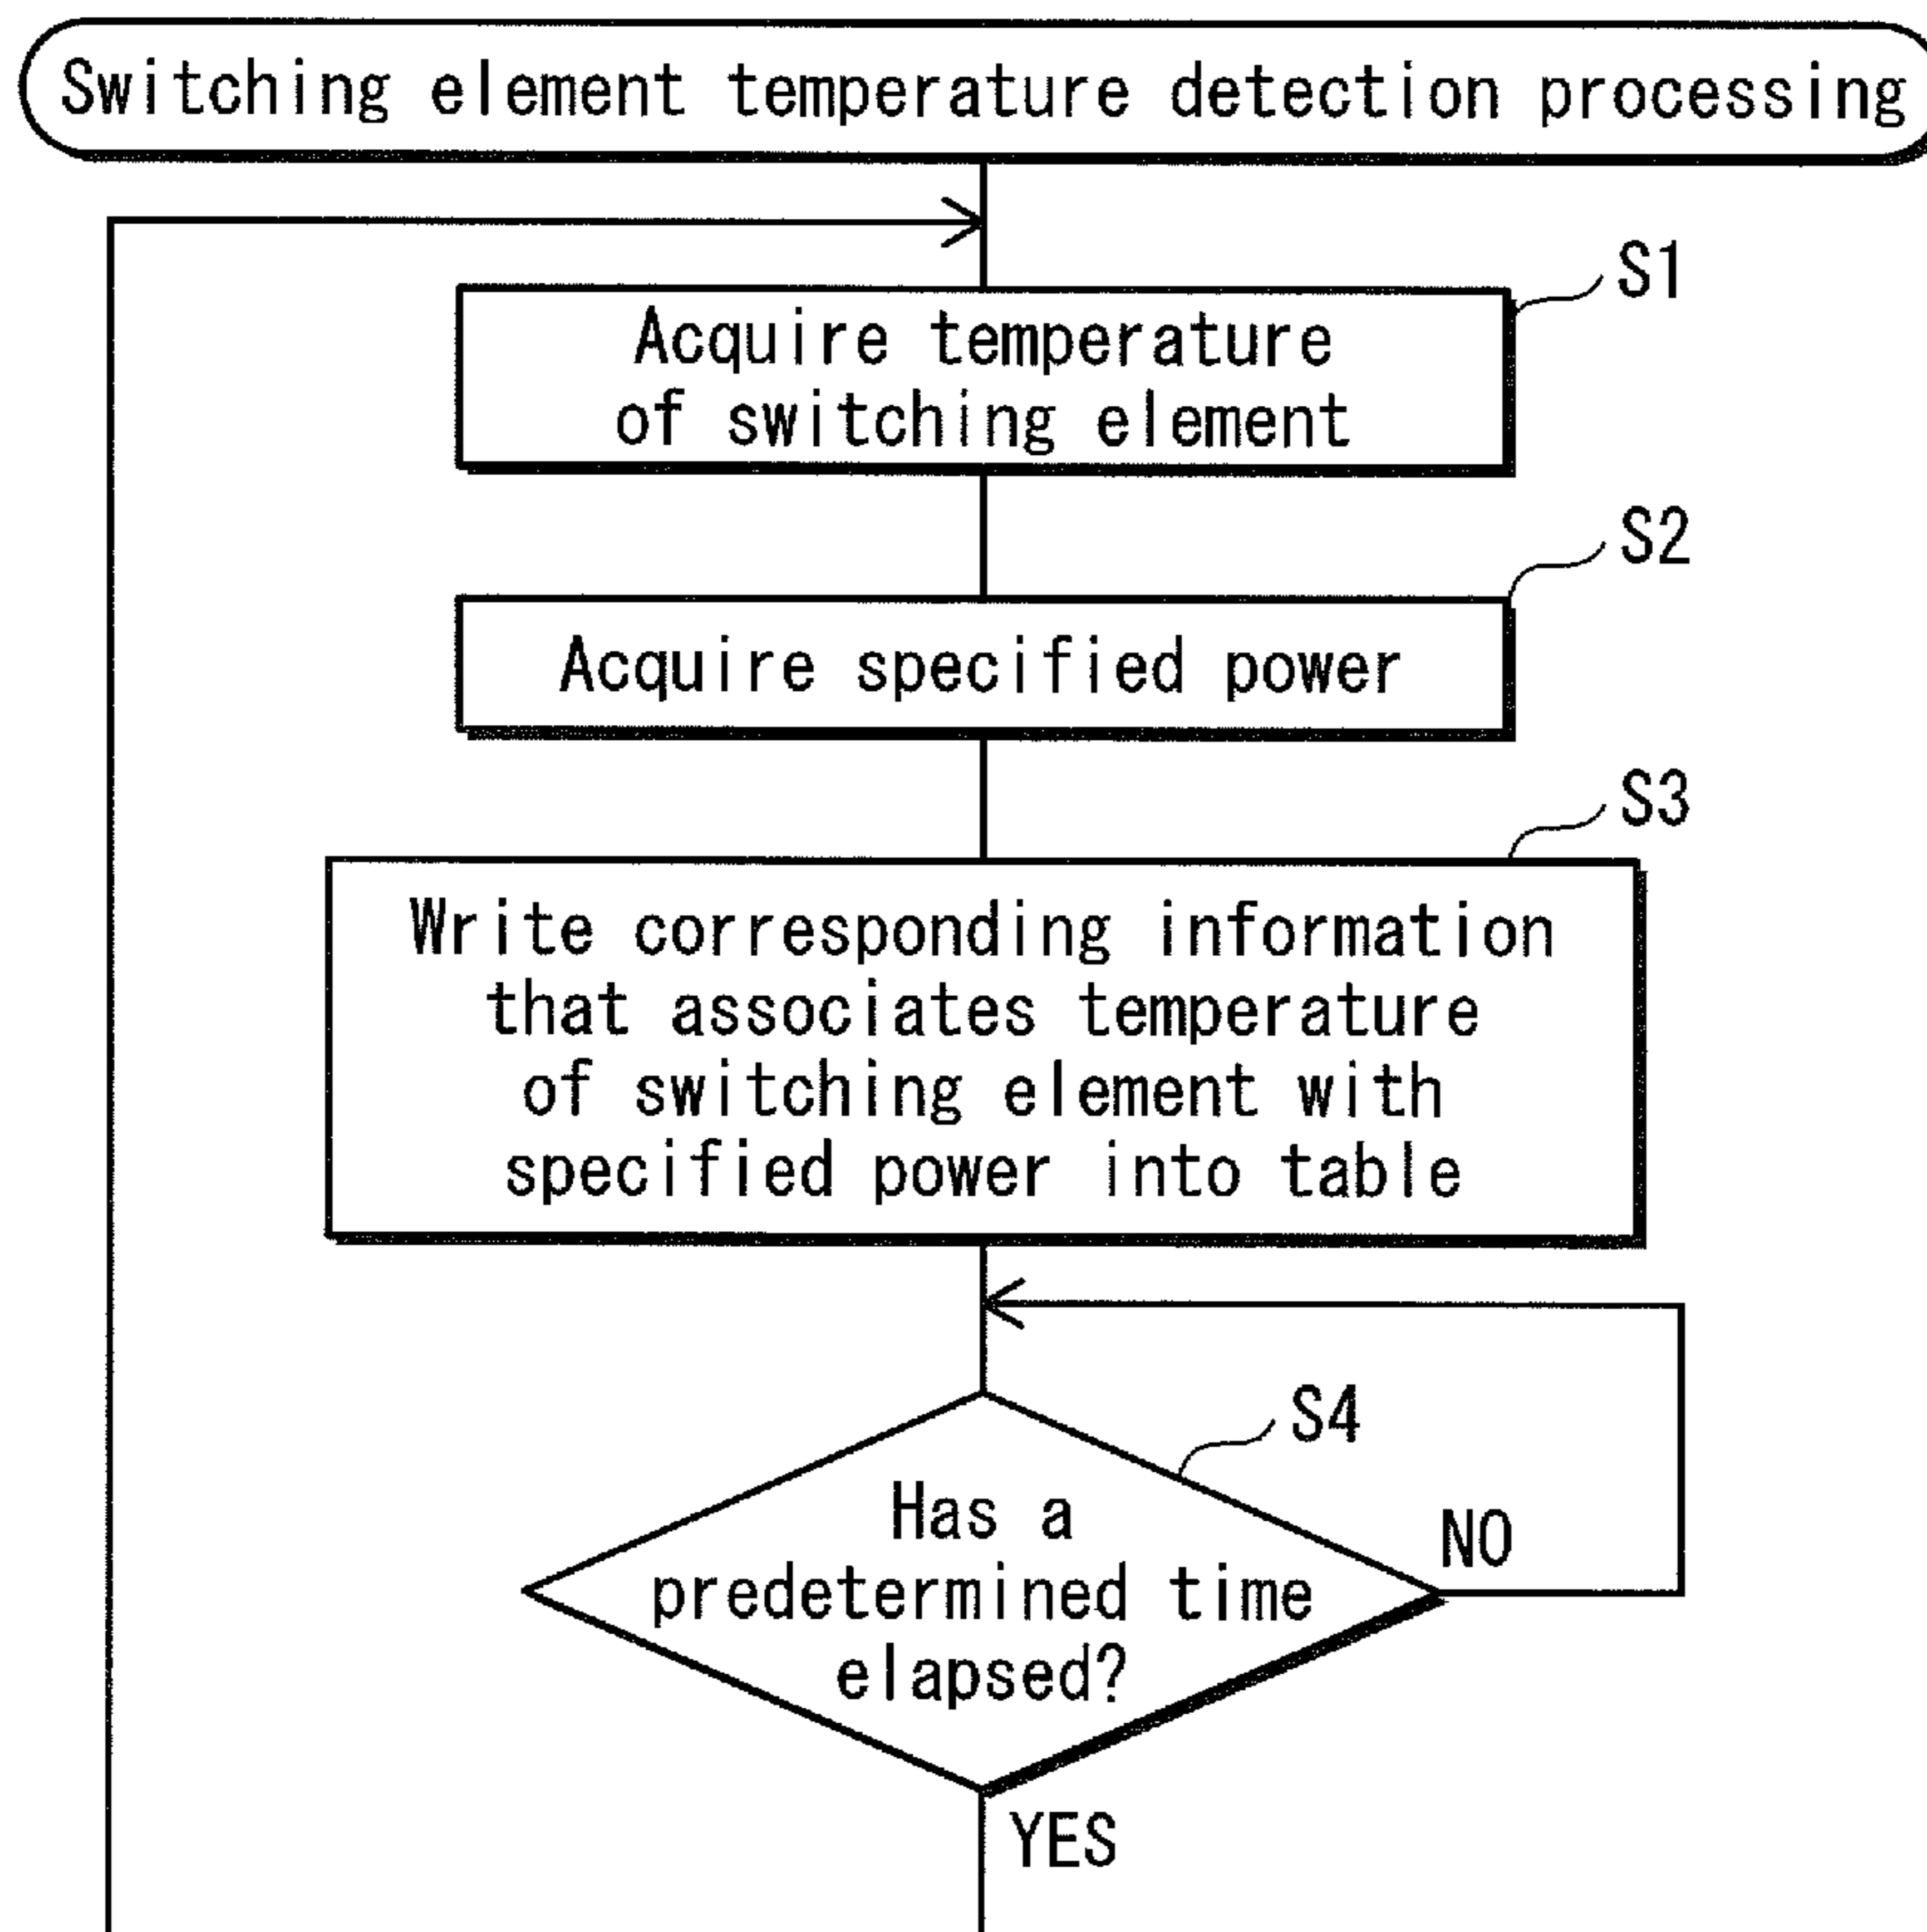 Switching element temperature detection processing
S1
Acquire temperature
of switching element
S2
Acquire specified power
S3
Write corresponding information
that associates temperature
of switching element with
specified power into table
S4
Has a
predetermined time
elapsed?
NO
YES